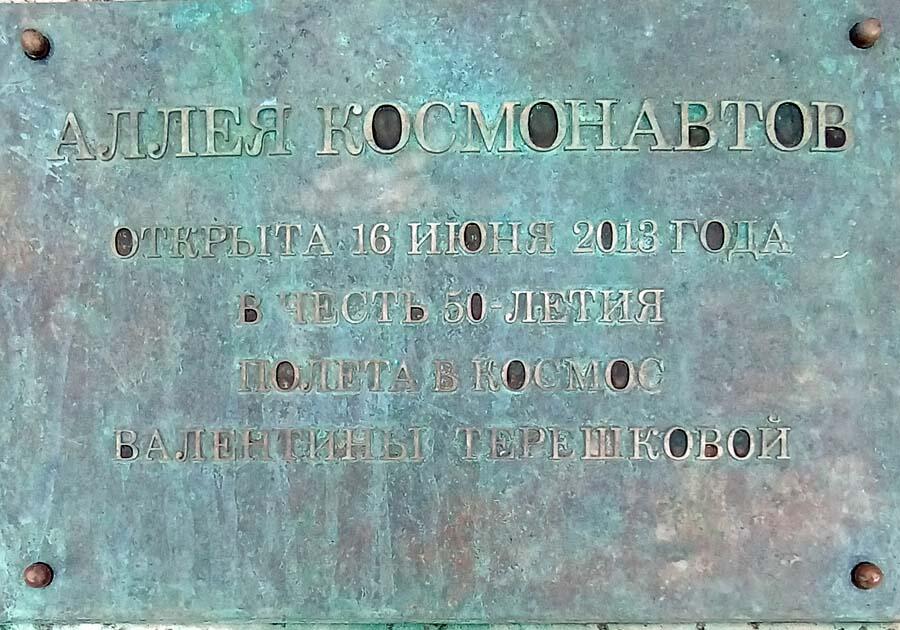 АЛЛЕЯ КОСМОНАВТОВ
ОТКРЫТА 16 ИЮНЯ 2013 ГОДА
В ЧЕСТЬ 50-ЛЕТИЯ
ПОЛЕТА В КОСМОС
ВАЛЕНТИНЫ ТЕРЕШКОВОЙ